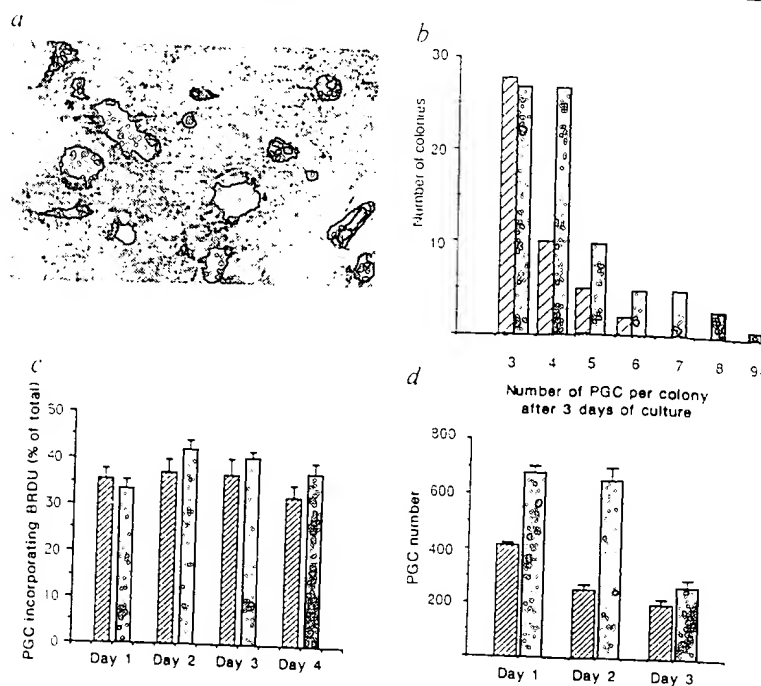 a
b
30
20
10
Number of colonies
3 4 5 6 7 8 9
Number of PGC per colony
after 3 days of culture
c
PGC incorporating BRDU (% of total)
50
40
30
20
10
0
Day 1 Day 2 Day 3 Day 4
d
PGC number
800
600
400
200
Day 1 Day 2 Day 3